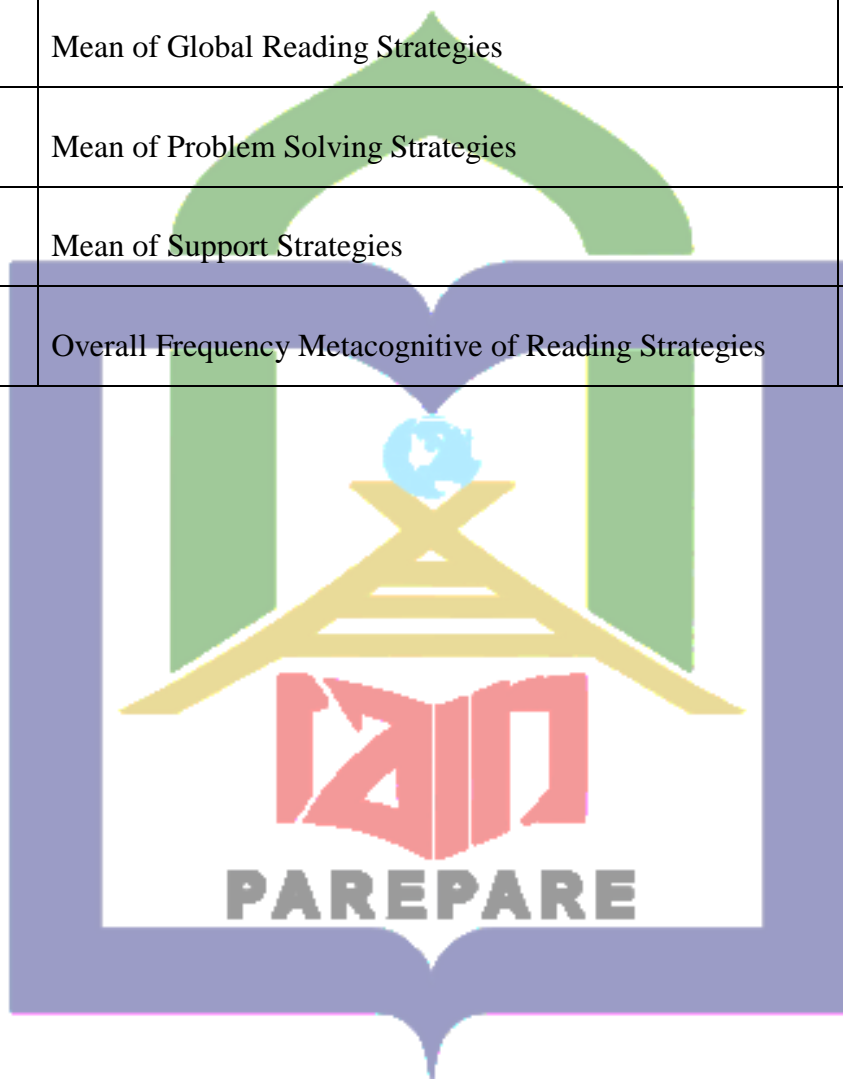 Mean of Global Reading Strategies
Mean of Problem Solving Strategies
Mean of Support Strategies
Overall Frequency Metacognitive of Reading Strategies
iain
PAREPARE